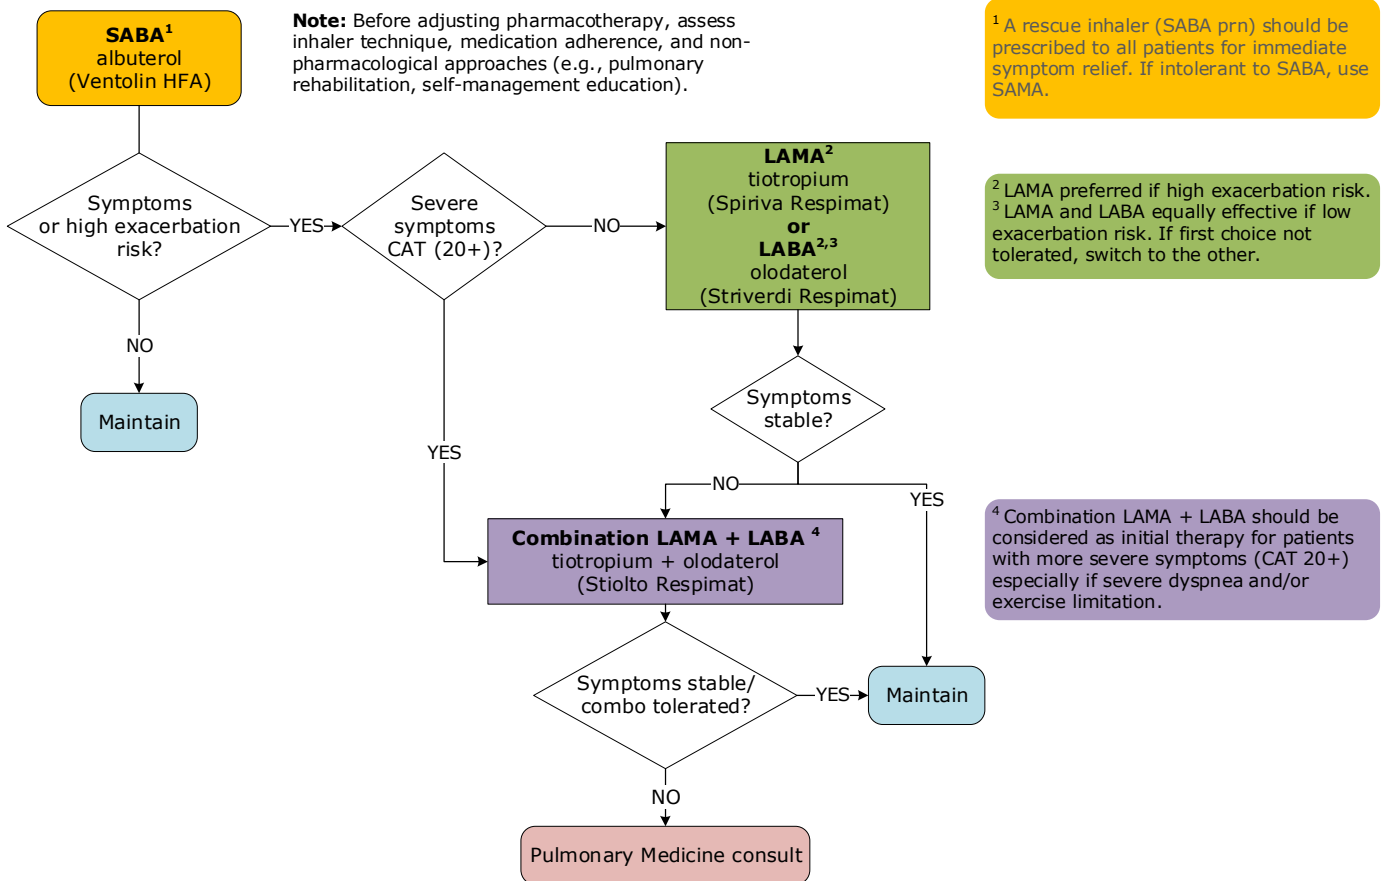 SABA1
albuterol
(Ventolin HFA)
Note: Before adjusting pharmacotherapy, assess
inhaler technique, medication adherence, and non-
pharmacological approaches (e.g., pulmonary
rehabilitation, self-management education).
1 A rescue inhaler (SABA prn) should be
prescribed to all patients for immediate
symptom relief. If intolerant to SABA, use
SAMA.
Symptoms
or high exacerbation
risk?
YES
Severe
symptoms
CAT (20+)?
NO
LAMA2
tiotropium
(Spiriva Respimat)
or
LABA2,3
olodaterol
(Striverdi Respimat)
2 LAMA preferred if high exacerbation risk.
3 LAMA and LABA equally effective if low
exacerbation risk. If first choice not
tolerated, switch to the other.
NO
Maintain
Symptoms
stable?
YES
NO
YES
Combination LAMA + LABA 4
tiotropium + olodaterol
(Stiolto Respimat)
4 Combination LAMA + LABA should be
considered as initial therapy for patients
with more severe symptoms (CAT 20+)
especially if severe dyspnea and/or
exercise limitation.
Symptoms stable/
combo tolerated?
YES
Maintain
NO
Pulmonary Medicine consult